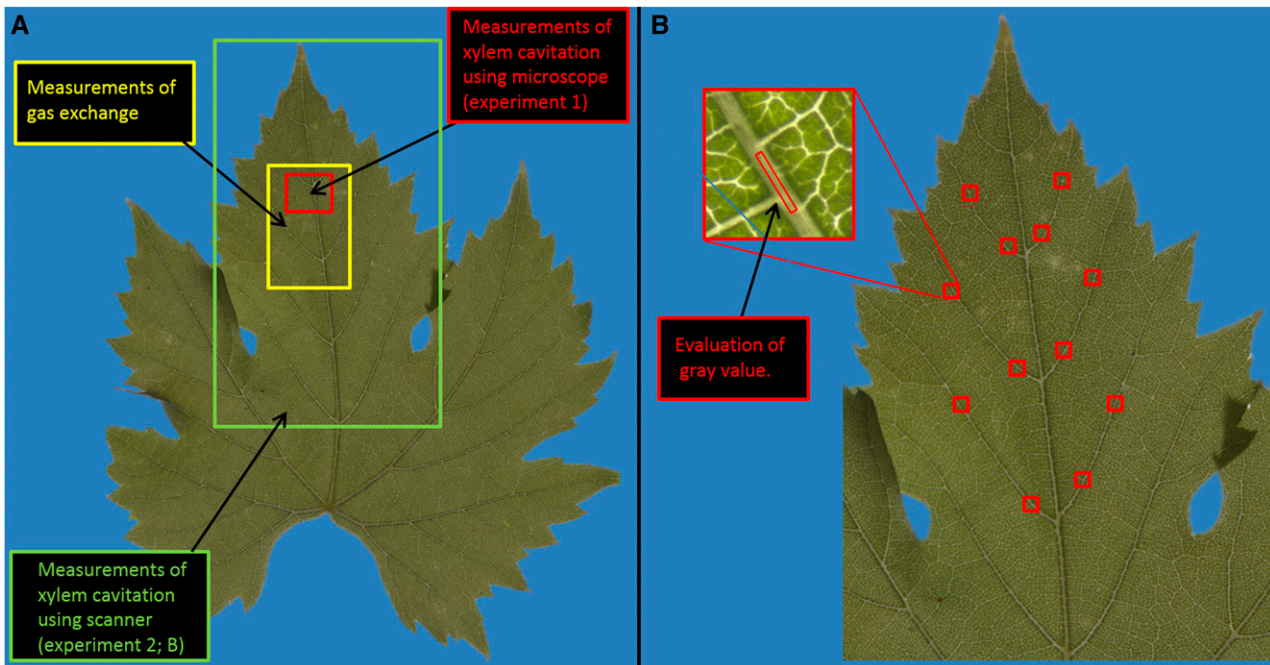 A
Measurements of
gas exchange
Measurements of
xylem cavitation
using microscope
(experiment 1)
Measurements of
xylem cavitation
using scanner
(experiment 2; B)
B
Evaluation of
gray value.